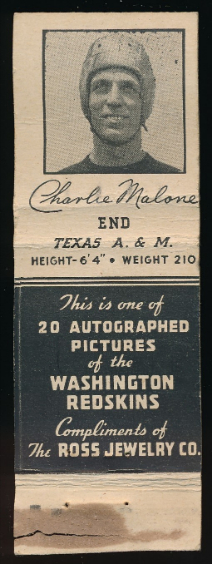 Charlie Malone
END
TEXAS A. & M.
HEIGHT-6'4" • WEIGHT 210
This is one of
20 AUTOGRAPHED
PICTURES
of the
WASHINGTON
REDSKINS
Compliments of
The ROSS JEWELRY CO.